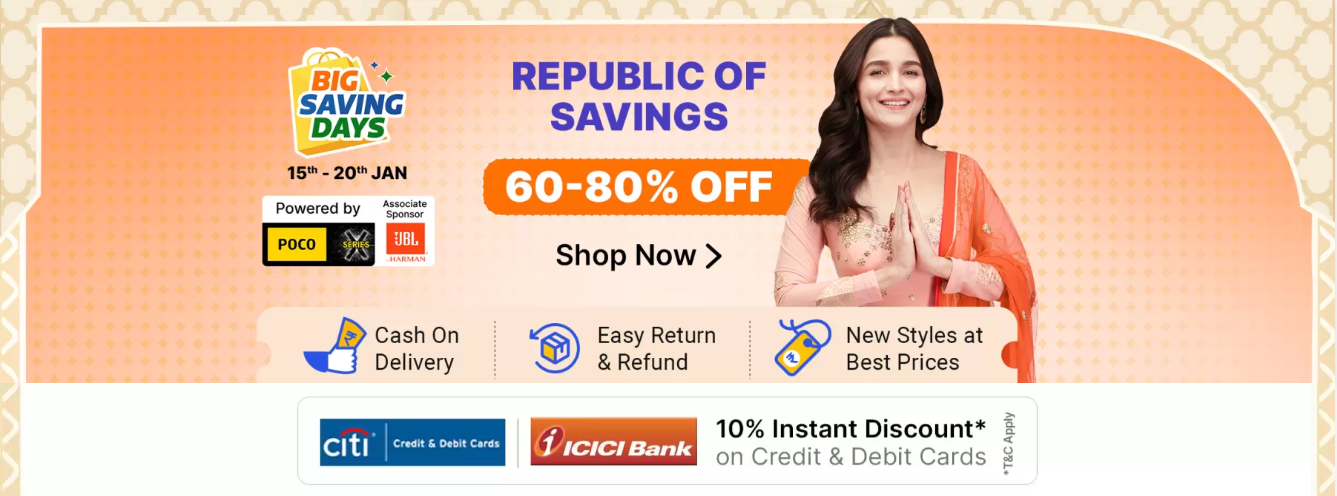 BIG
SAVING
DAYS
15th - 20th JAN
Powered by
POCO
X
SERIES
Associate
Sponsor
JBL
by HARMAN
REPUBLIC OF
SAVINGS
60-80% OFF
Shop Now >
Cash On
Delivery
Easy Return
& Refund
New Styles at
Best Prices
citi
Credit & Debit Cards
i ICICI Bank
10% Instant Discount*
on Credit & Debit Cards
*T&C Apply